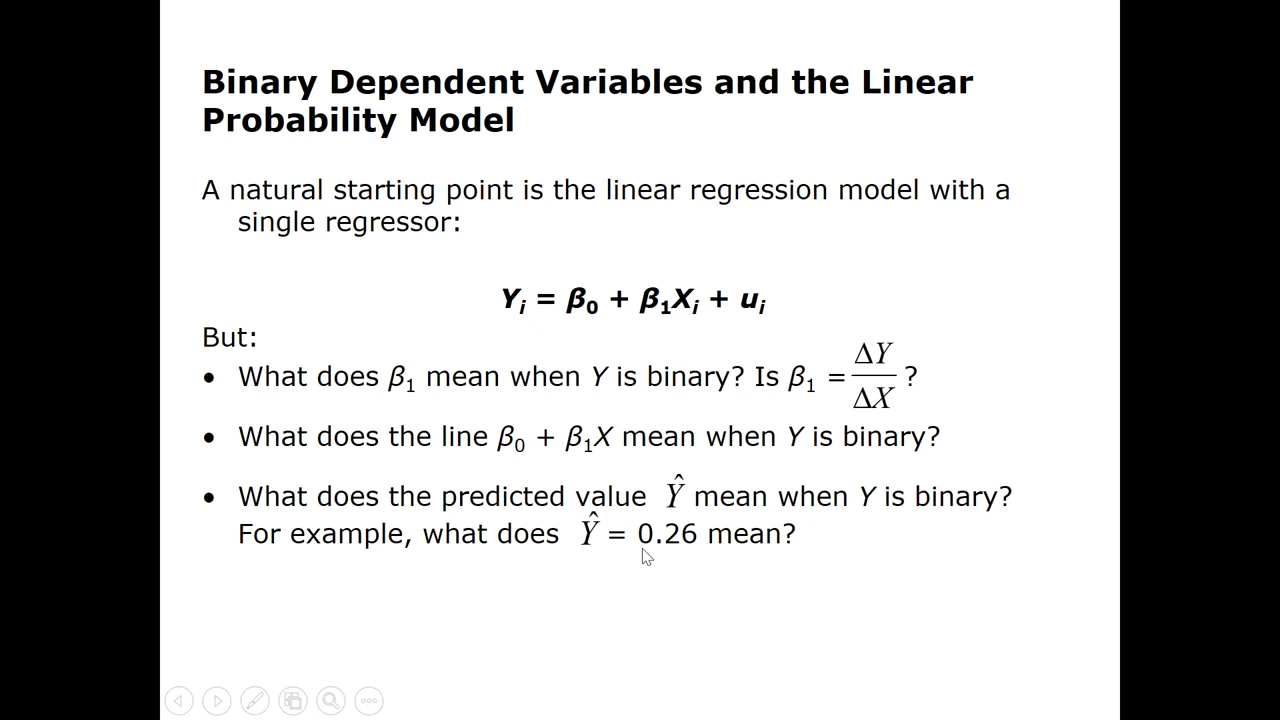 Binary Dependent Variables and the Linear
Probability Model
A natural starting point is the linear regression model with a
single regressor:
Yᵢ = β₀ + β₁Xᵢ + uᵢ
But:
• What does β₁ mean when Y is binary? Is β₁ = ΔY/ΔX ?
• What does the line β₀ + β₁X mean when Y is binary?
• What does the predicted value Ŷ mean when Y is binary?
For example, what does Ŷ = 0.26 mean?